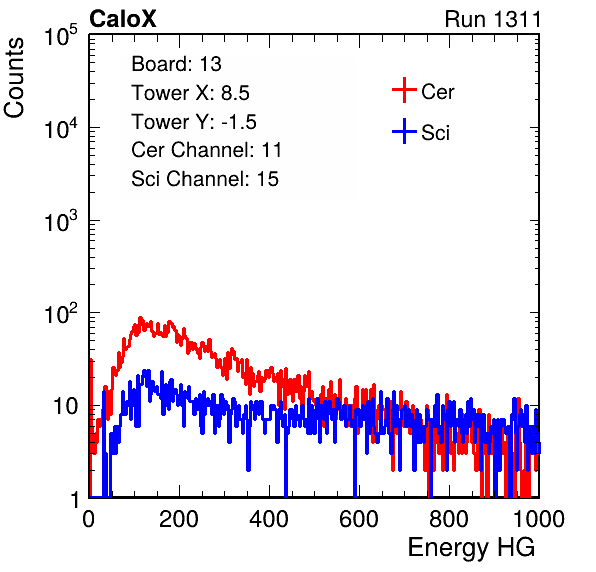 CaloX Run 1311
Counts
Board: 13
Tower X: 8.5
Tower Y: -1.5
Cer Channel: 11
Sci Channel: 15
Cer
Sci
10^5
10^4
10^3
10^2
10
1
0 200 400 600 800 1000
Energy HG